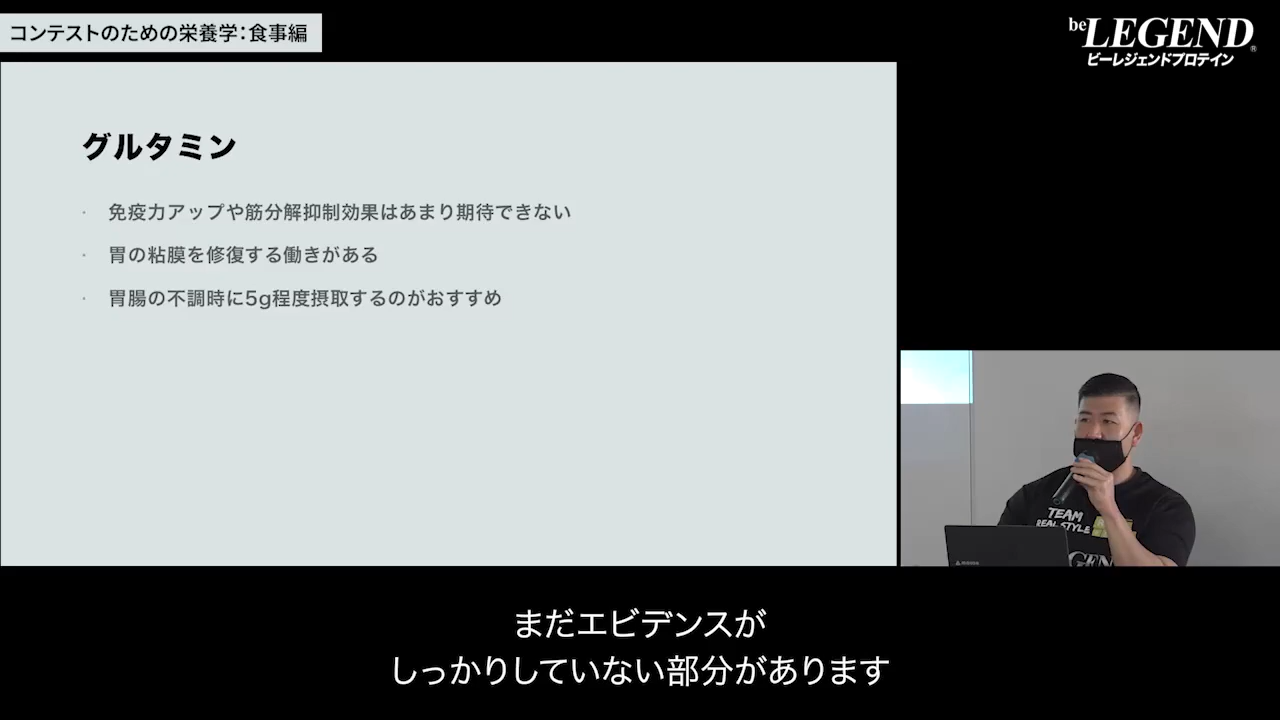 コンテストのための栄養学：食事編
be LEGEND®
ビーレジェンドプロテイン
グルタミン
・ 免疫力アップや筋分解抑制効果はあまり期待できない
・ 胃の粘膜を修復する働きがある
・ 胃腸の不調時に5g程度摂取するのがおすすめ
TEAM
REAL STYLE
GEN
まだエビデンスが
しっかりしていない部分があります